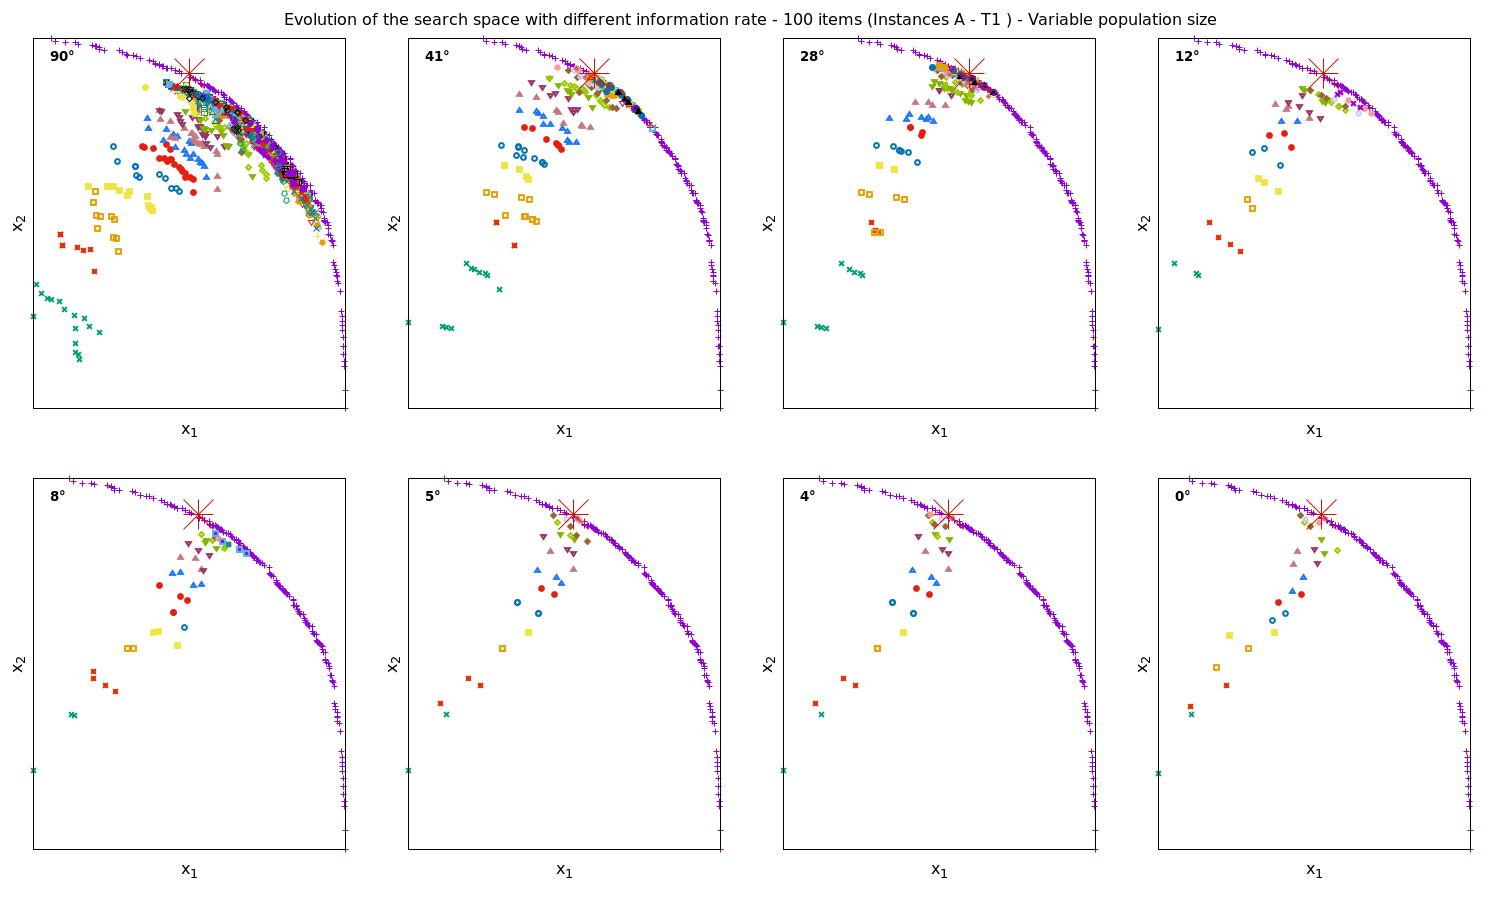 Evolution of the search space with different information rate - 100 items (Instances A - T1 ) - Variable population size
90°
41°
28°
12°
x2
x2
x2
x2
x1
x1
x1
x1
8°
5°
4°
0°
x2
x2
x2
x2
x1
x1
x1
x1